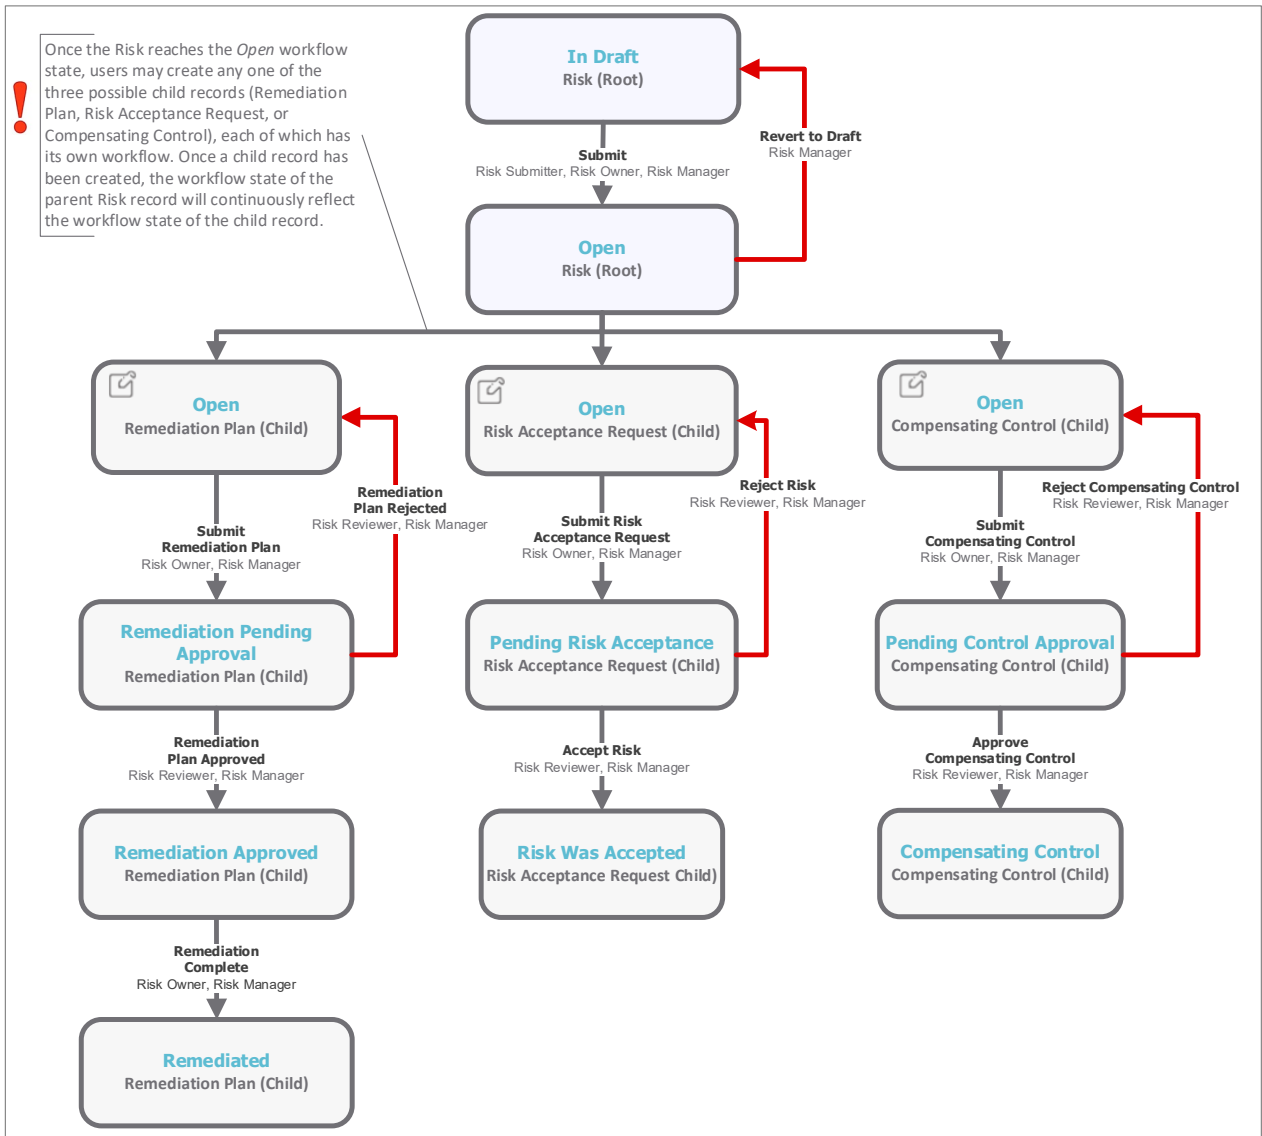 Once the Risk reaches the Open workflow
state, users may create any one of the
three possible child records (Remediation
Plan, Risk Acceptance Request, or
Compensating Control), each of which has
its own workflow. Once a child record has
been created, the workflow state of the
parent Risk record will continuously reflect
the workflow state of the child record.
In Draft
Risk (Root)
Revert to Draft
Risk Manager
Submit
Risk Submitter, Risk Owner, Risk Manager
Open
Risk (Root)
Open
Remediation Plan (Child)
Open
Risk Acceptance Request (Child)
Open
Compensating Control (Child)
Remediation
Plan Rejected
Risk Reviewer, Risk Manager
Reject Risk
Risk Reviewer, Risk Manager
Reject Compensating Control
Risk Reviewer, Risk Manager
Submit
Remediation Plan
Risk Owner, Risk Manager
Submit Risk
Acceptance Request
Risk Owner, Risk Manager
Submit
Compensating Control
Risk Owner, Risk Manager
Remediation Pending
Approval
Remediation Plan (Child)
Pending Risk Acceptance
Risk Acceptance Request (Child)
Pending Control Approval
Compensating Control (Child)
Remediation
Plan Approved
Risk Reviewer, Risk Manager
Accept Risk
Risk Reviewer, Risk Manager
Approve
Compensating Control
Risk Reviewer, Risk Manager
Remediation Approved
Remediation Plan (Child)
Risk Was Accepted
Risk Acceptance Request Child)
Compensating Control
Compensating Control (Child)
Remediation
Complete
Risk Owner, Risk Manager
Remediated
Remediation Plan (Child)